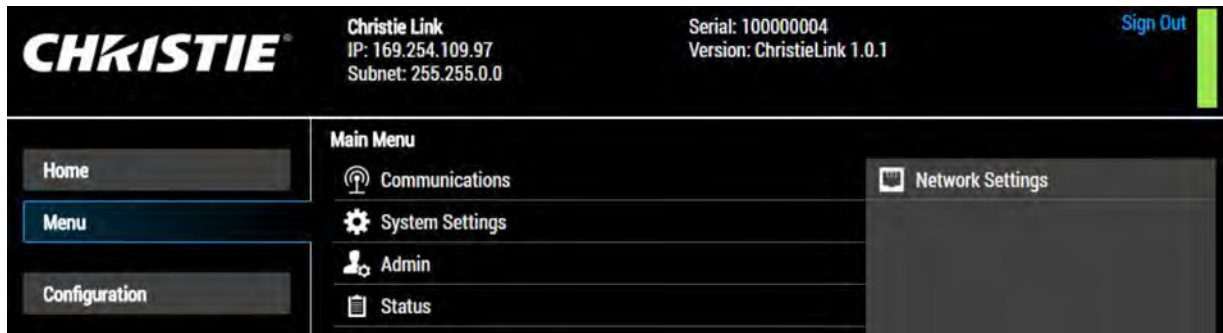 CHRISTIE®
Christie Link
IP: 169.254.109.97
Subnet: 255.255.0.0
Serial: 100000004
Version: ChristieLink 1.0.1
Sign Out
Home
Menu
Configuration
Main Menu
Communications
System Settings
Admin
Status
Network Settings